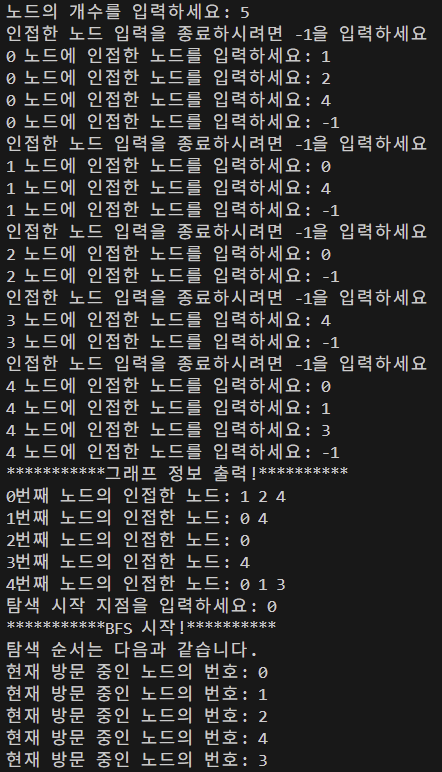 노드의 개수를 입력하세요: 5
인접한 노드 입력을 종료하시려면 -1을 입력하세요
0 노드에 인접한 노드를 입력하세요: 1
0 노드에 인접한 노드를 입력하세요: 2
0 노드에 인접한 노드를 입력하세요: 4
0 노드에 인접한 노드를 입력하세요: -1
인접한 노드 입력을 종료하시려면 -1을 입력하세요
1 노드에 인접한 노드를 입력하세요: 0
1 노드에 인접한 노드를 입력하세요: 4
1 노드에 인접한 노드를 입력하세요: -1
인접한 노드 입력을 종료하시려면 -1을 입력하세요
2 노드에 인접한 노드를 입력하세요: 0
2 노드에 인접한 노드를 입력하세요: -1
인접한 노드 입력을 종료하시려면 -1을 입력하세요
3 노드에 인접한 노드를 입력하세요: 4
3 노드에 인접한 노드를 입력하세요: -1
인접한 노드 입력을 종료하시려면 -1을 입력하세요
4 노드에 인접한 노드를 입력하세요: 0
4 노드에 인접한 노드를 입력하세요: 1
4 노드에 인접한 노드를 입력하세요: 3
4 노드에 인접한 노드를 입력하세요: -1
***********그래프 정보 출력!**********
0번째 노드의 인접한 노드: 1 2 4
1번째 노드의 인접한 노드: 0 4
2번째 노드의 인접한 노드: 0
3번째 노드의 인접한 노드: 4
4번째 노드의 인접한 노드: 0 1 3
탐색 시작 지점을 입력하세요: 0
***********BFS 시작!**********
탐색 순서는 다음과 같습니다.
현재 방문 중인 노드의 번호: 0
현재 방문 중인 노드의 번호: 1
현재 방문 중인 노드의 번호: 2
현재 방문 중인 노드의 번호: 4
현재 방문 중인 노드의 번호: 3